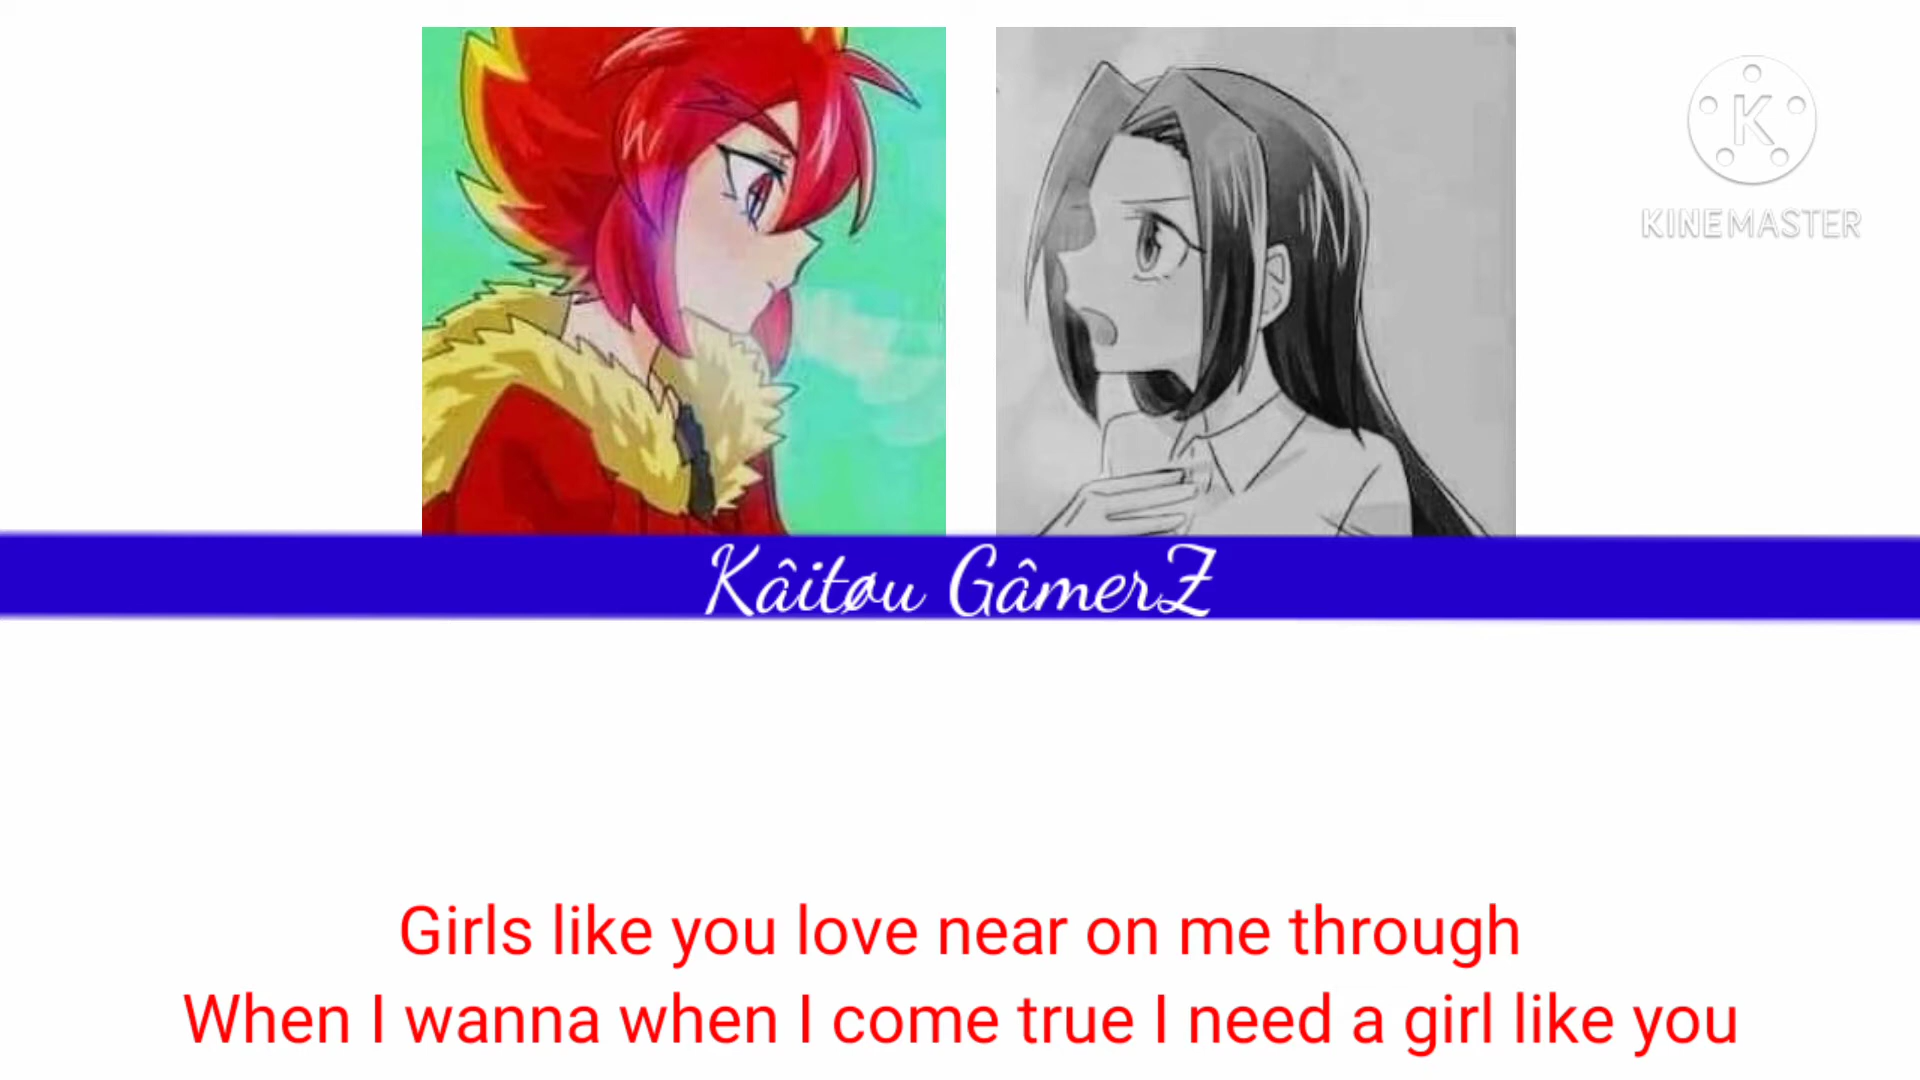 K
KINEMASTER
Kâitøu GâmerƵ
Girls like you love near on me through
When I wanna when I come true I need a girl like you